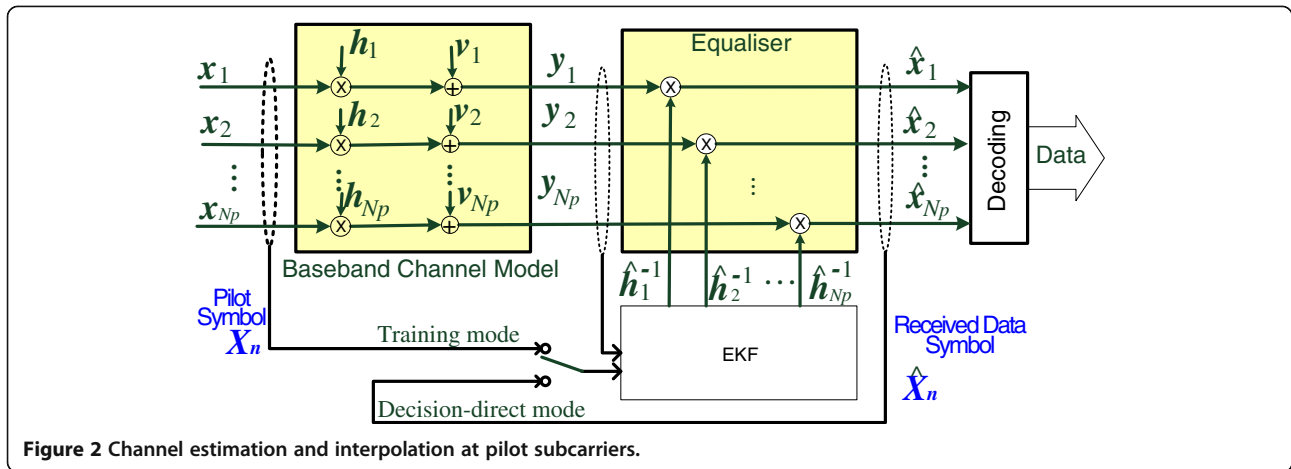 h1 v1 Equaliser
x1 y1 x̂1
h2 v2
x2 y2 x̂2
⋮ ⋮ ⋮ ⋮ ⋮
hNp vNp yNp
xNp x̂Np
Decoding
Data
Baseband Channel Model
ĥ1-1 ĥ2-1 ⋯ ĥNp-1
Pilot
Symbol
Xn
Training mode
EKF
Received Data
Symbol
X̂n
Decision-direct mode
Figure 2 Channel estimation and interpolation at pilot subcarriers.